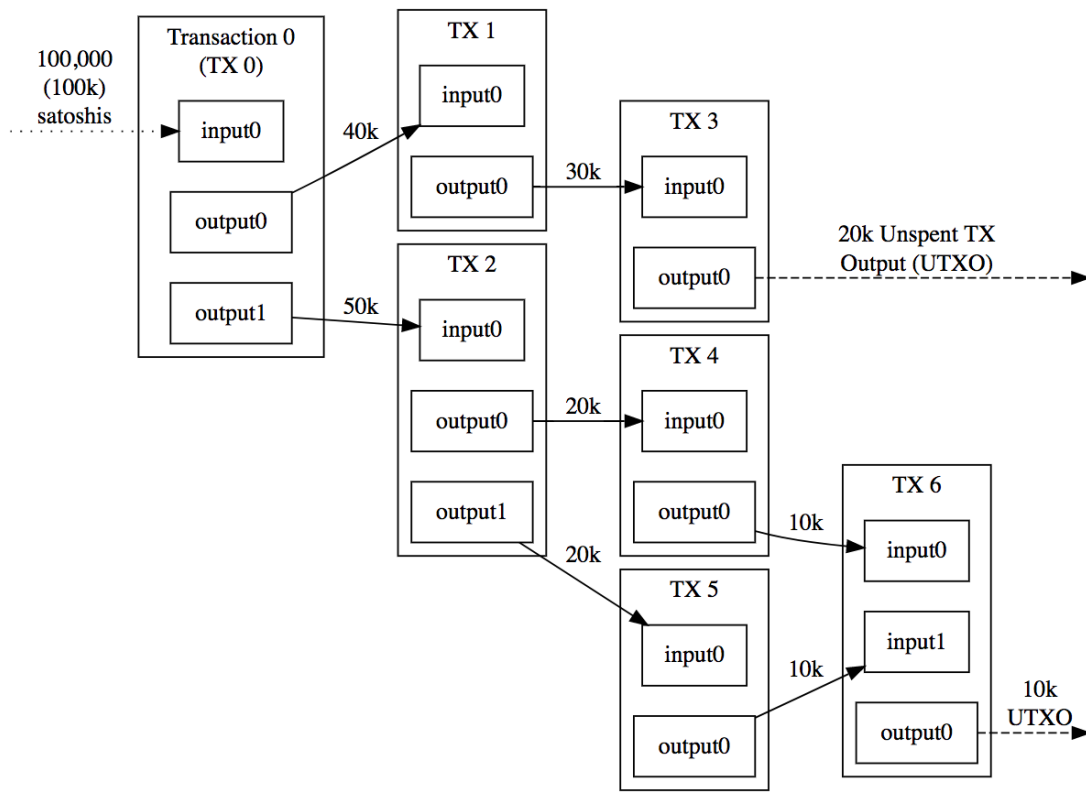 100,000
(100k)
satoshis
Transaction 0
(TX 0)
input0
output0
output1
40k
50k
TX 1
input0
output0
30k
TX 2
input0
output0
output1
20k
20k
TX 3
input0
output0
20k Unspent TX
Output (UTXO)
TX 4
input0
output0
10k
TX 5
input0
output0
10k
TX 6
input0
input1
output0
10k
UTXO